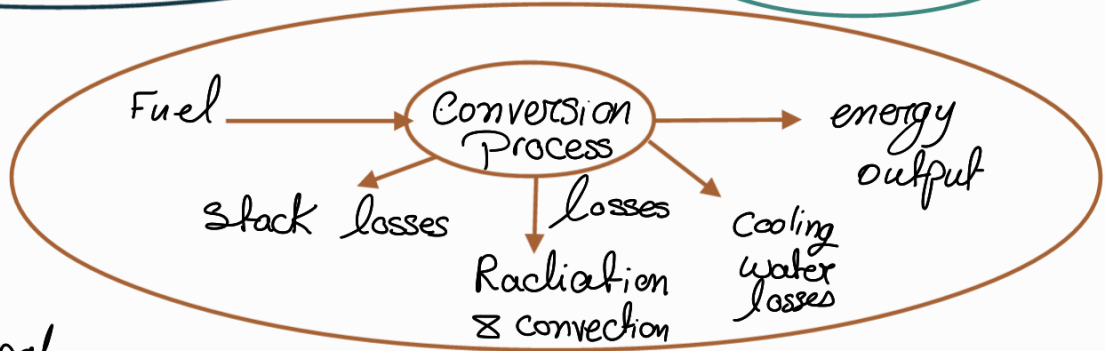 Fuel
Conversion
Process
energy
output
Stack losses
losses
Radiation
& convection
Cooling
water
losses